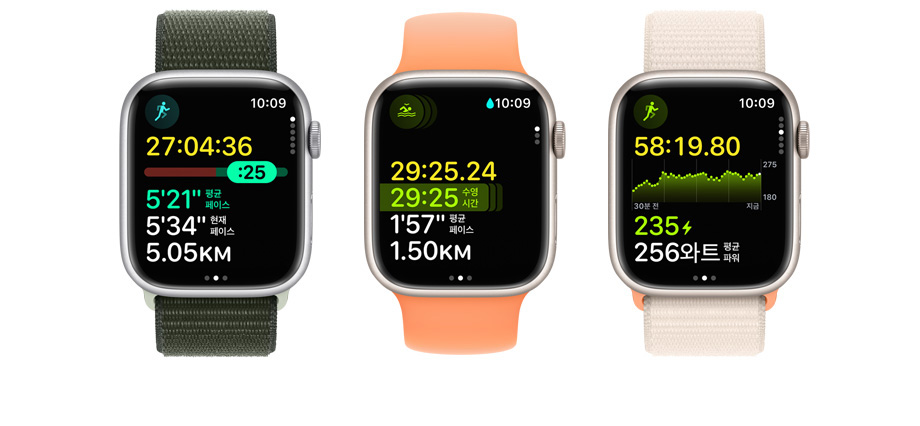 10:09
27:04:36
:25
5'21" 평균 페이스
5'34" 현재 페이스
5.05KM
10:09
29:25.24
29:25 수영 시간
1'57" 평균 페이스
1.50KM
10:09
58:19.80
275
180
30분 전 지금
235
256와트 평균 파워